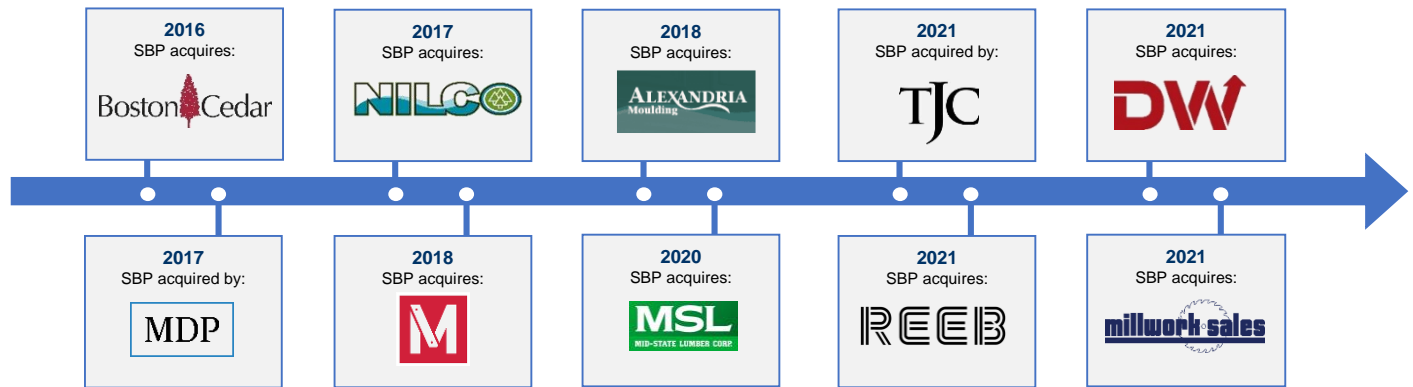 2016
SBP acquires:
Boston Cedar
2017
SBP acquires:
NILCO
2018
SBP acquires:
ALEXANDRIA
Moulding
2021
SBP acquired by:
TJC
2021
SBP acquires:
DW
2017
SBP acquired by:
MDP
2018
SBP acquires:
M
2020
SBP acquires:
MSL
MID-STATE LUMBER CORP.
2021
SBP acquires:
REEB
2021
SBP acquires:
millwork sales